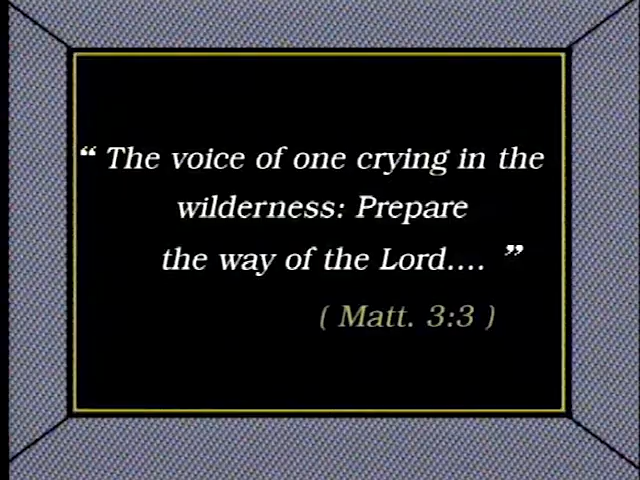 “ The voice of one crying in the
wilderness: Prepare
the way of the Lord.... ”
( Matt. 3:3 )